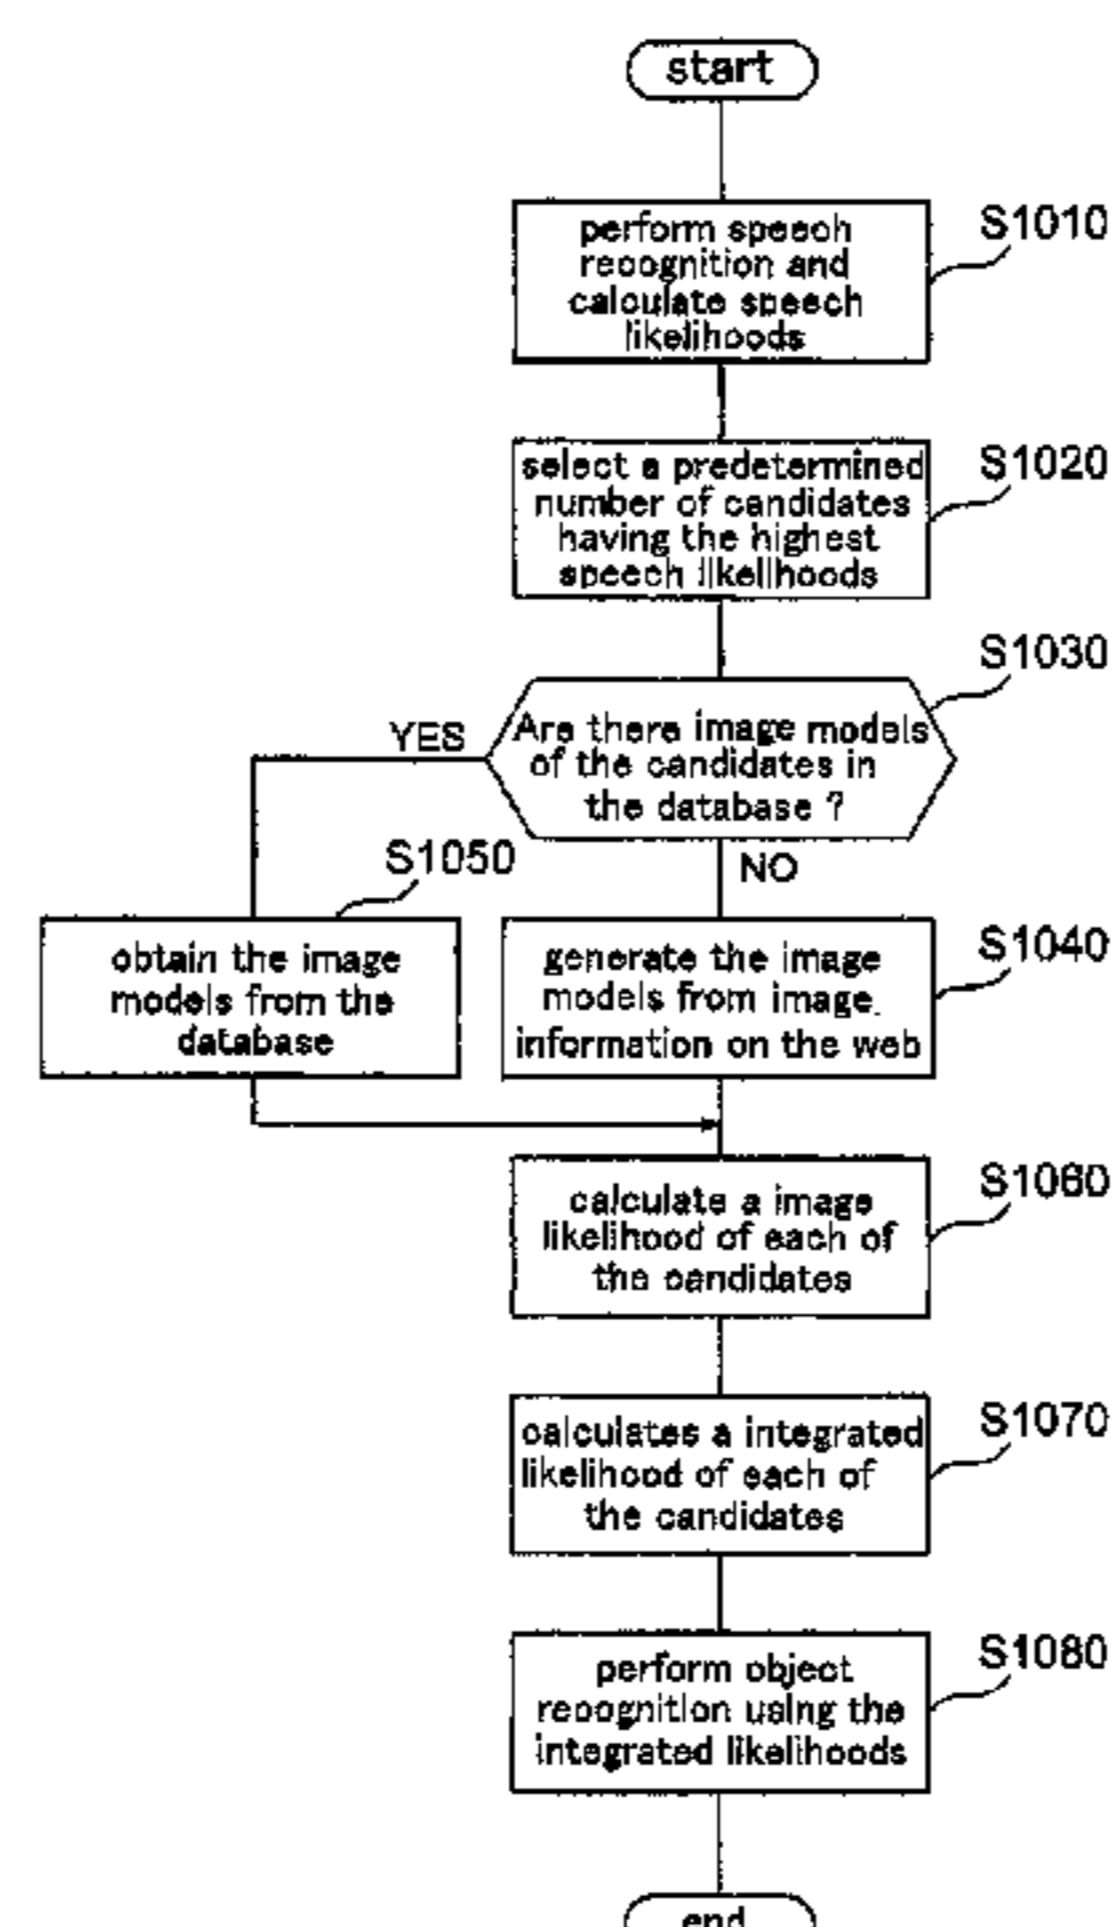 start
perform speech
recognition and
calculate speech
likelihoods
S1010
select a predetermined
number of candidates
having the highest
speech likelihoods
S1020
Are there image models
of the candidates in
the database ?
S1030
YES
NO
obtain the image
models from the
database
S1050
generate the image
models from image
information on the web
S1040
calculate a image
likelihood of each of
the candidates
S1060
calculates a integrated
likelihood of each of
the candidates
S1070
perform object
recognition using the
integrated likelihoods
S1080
end